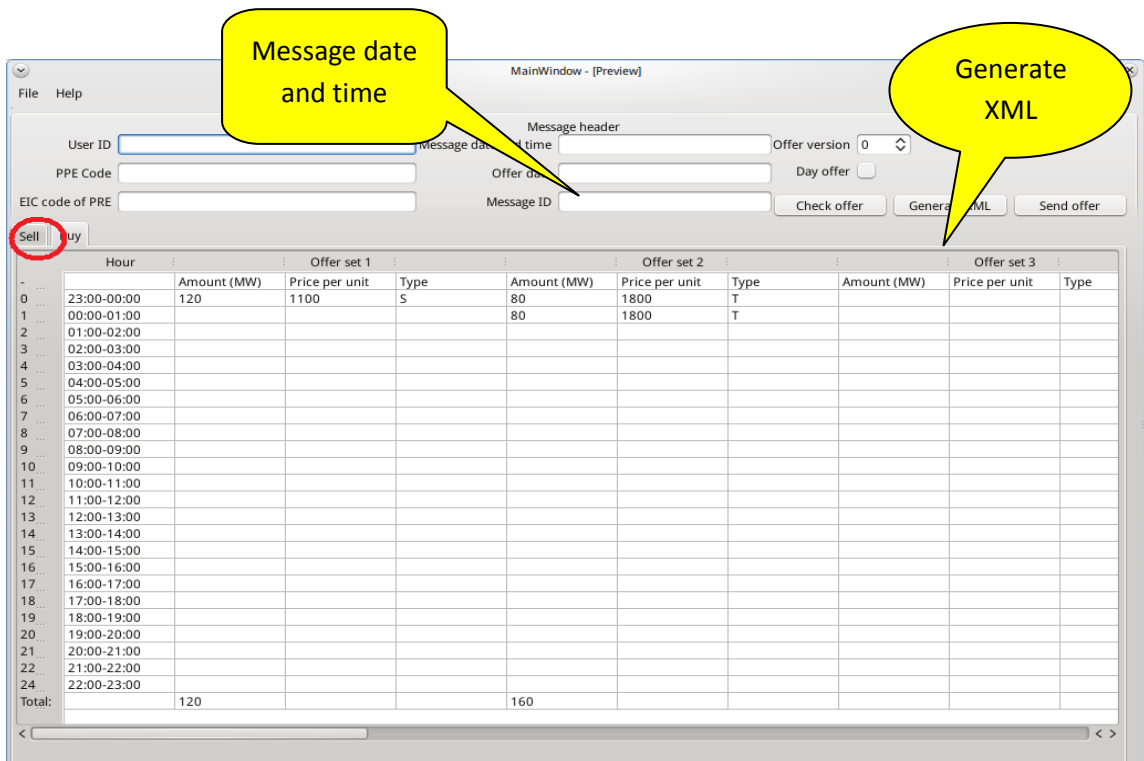 Message date
and time
Generate
XML
MainWindow - [Preview]
File Help
Message header
User ID Message dat d time Offer version 0
PPE Code Offer da Day offer
EIC code of PRE Message ID Check offer Genera ML Send offer
Sell uy
Hour Offer set 1 Offer set 2 Offer set 3
- ... Amount (MW) Price per unit Type Amount (MW) Price per unit Type Amount (MW) Price per unit Type
0 ... 23:00-00:00 120 1100 S 80 1800 T
1 ... 00:00-01:00 80 1800 T
2 ... 01:00-02:00
3 ... 02:00-03:00
4 ... 03:00-04:00
5 ... 04:00-05:00
6 ... 05:00-06:00
7 ... 06:00-07:00
8 ... 07:00-08:00
9 ... 08:00-09:00
10 ... 09:00-10:00
11 ... 10:00-11:00
12 ... 11:00-12:00
13 ... 12:00-13:00
14 ... 13:00-14:00
15 ... 14:00-15:00
16 ... 15:00-16:00
17 ... 16:00-17:00
18 ... 17:00-18:00
19 ... 18:00-19:00
20 ... 19:00-20:00
21 ... 20:00-21:00
22 ... 21:00-22:00
24 ... 22:00-23:00
Total: 120 160